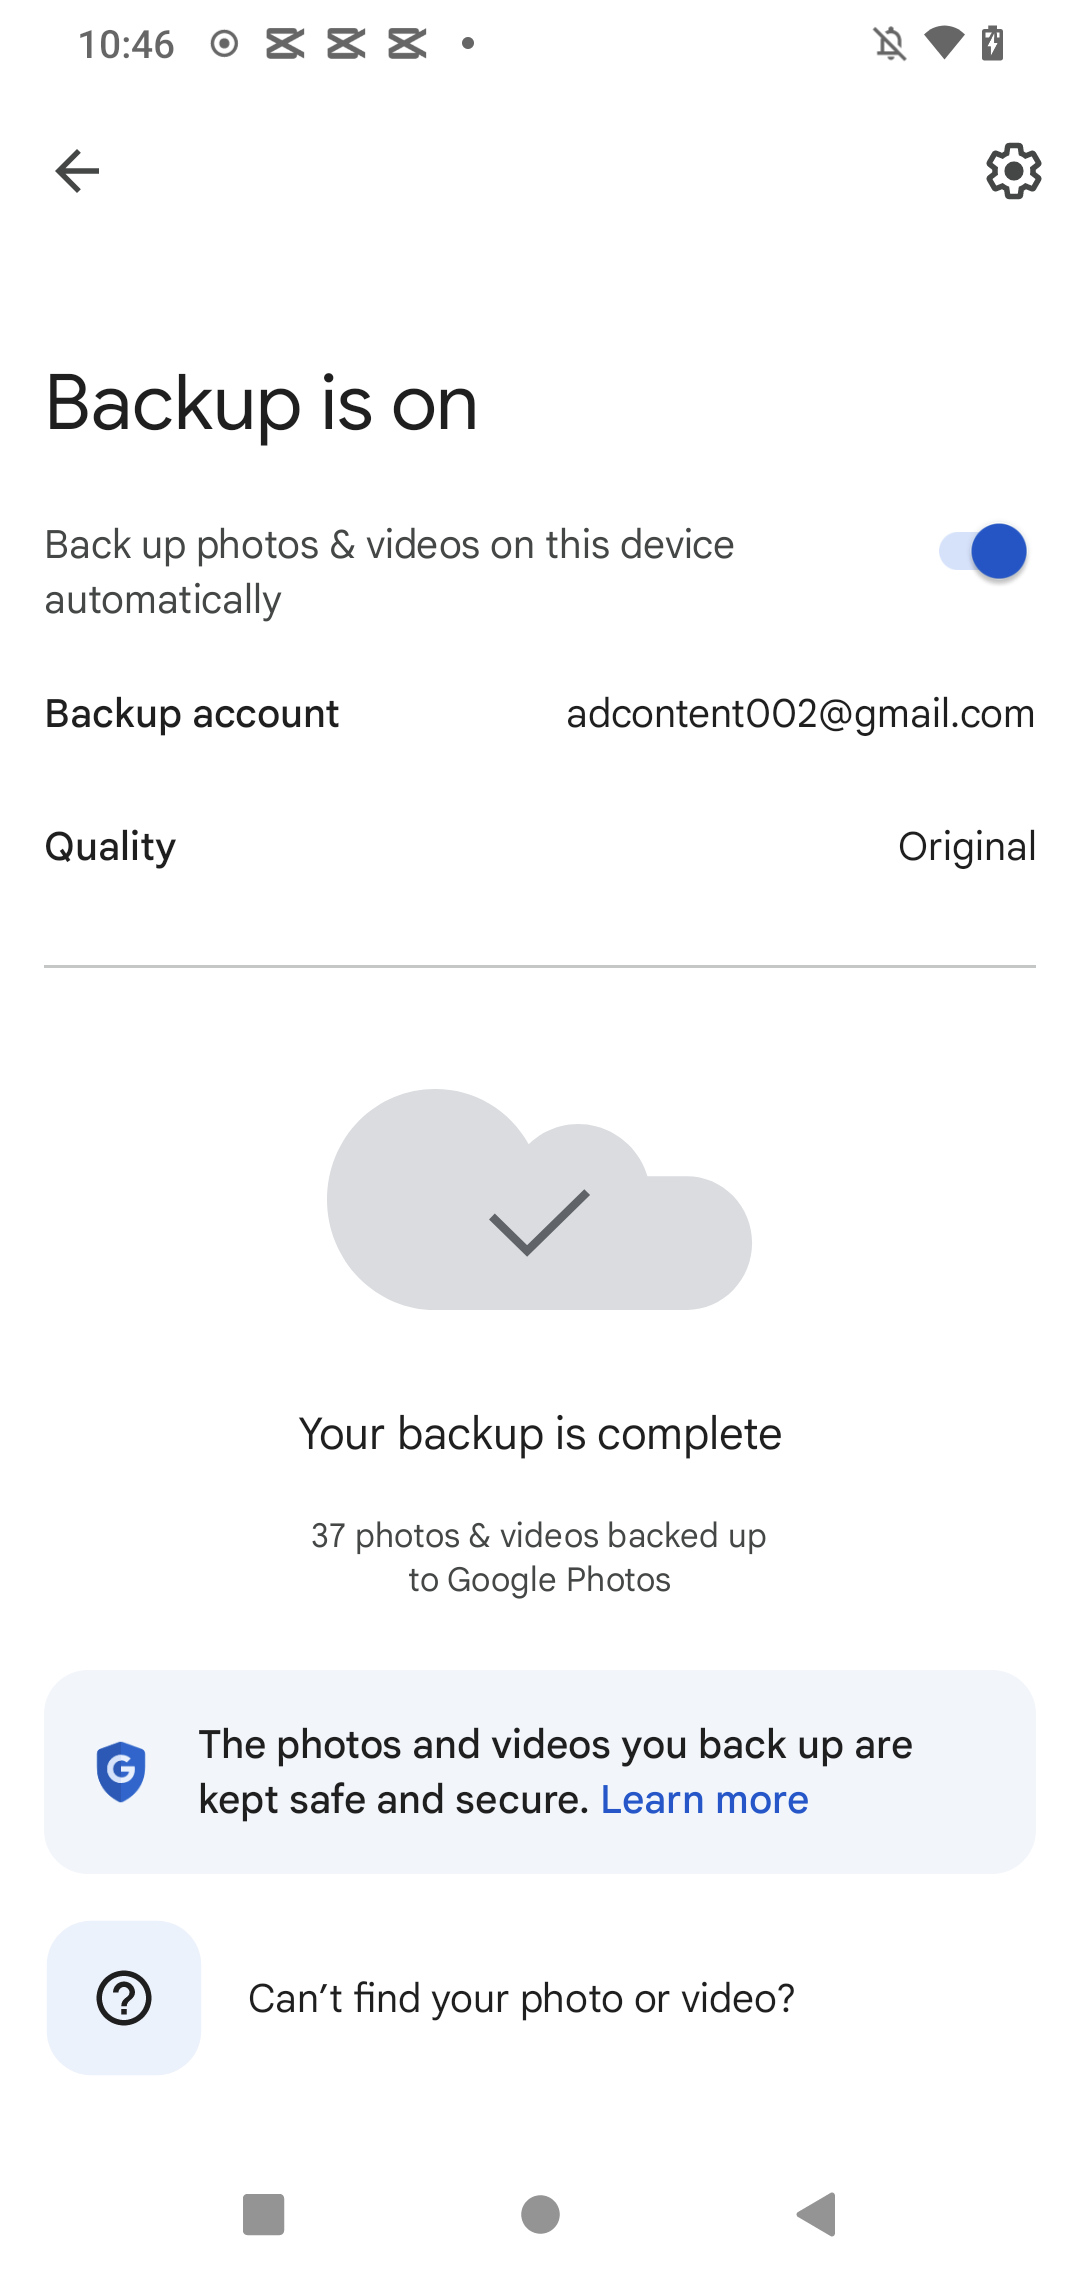 10:46
Backup is on
Back up photos & videos on this device
automatically
Backup account adcontent002@gmail.com
Quality Original
Your backup is complete
37 photos & videos backed up
to Google Photos
G
The photos and videos you back up are
kept safe and secure. Learn more
Can’t find your photo or video?